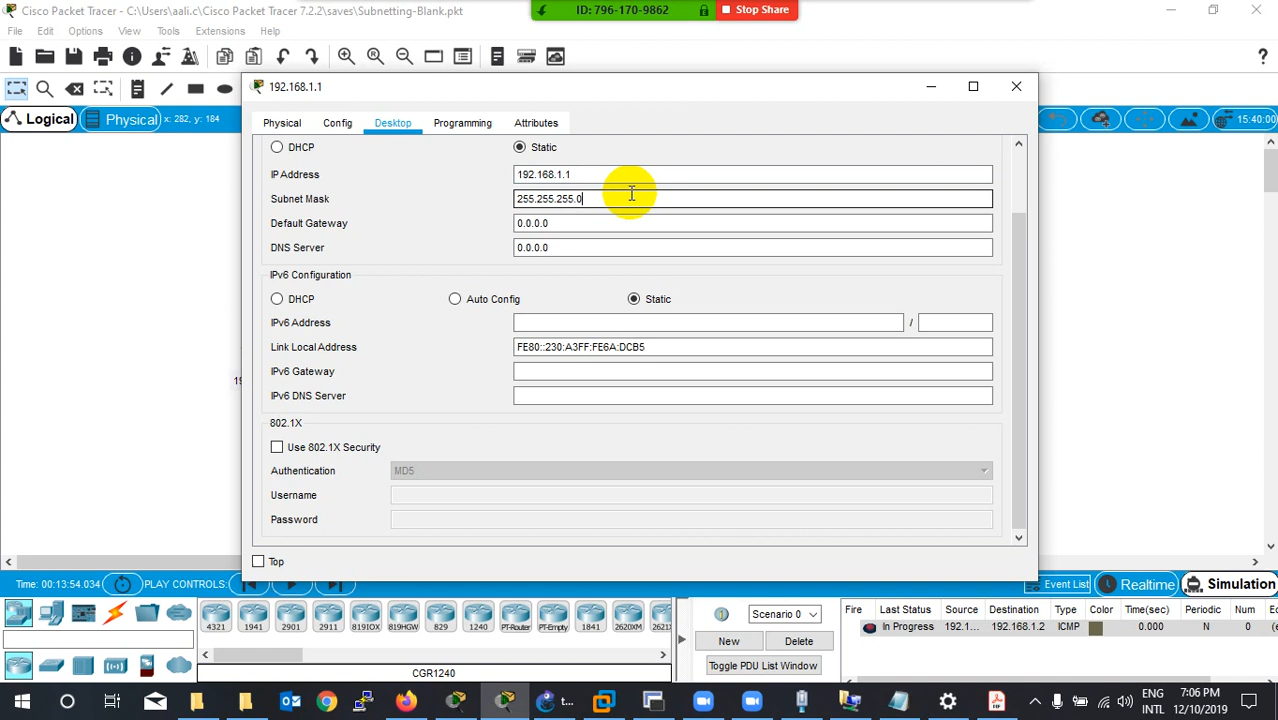 Cisco Packet Tracer - C:\Users\aali.c\Cisco Packet Tracer 7.2.2\saves\Subnetting-Blank.pkt
ID: 796-170-9862
Stop Share
File Edit Options View Tools Extensions Help
192.168.1.1
Logical
Physical
x: 282, y: 184
15:40:00
Physical Config Desktop Programming Attributes
DHCP
Static
IP Address
192.168.1.1
Subnet Mask
255.255.255.0
Default Gateway
0.0.0.0
DNS Server
0.0.0.0
IPv6 Configuration
DHCP
Auto Config
Static
IPv6 Address
/
Link Local Address
FE80::230:A3FF:FE6A:DCB5
IPv6 Gateway
IPv6 DNS Server
802.1X
Use 802.1X Security
Authentication
MD5
Username
Password
Top
Time: 00:13:54.034
PLAY CONTROLS:
Event List
Realtime
Simulation
4321 1941 2901 2911 819IOX 819HGW 829 1240 PT-Router PT-Empty 1841 2620XM
CGR1240
Scenario 0
New
Delete
Toggle PDU List Window
Fire Last Status Source Destination Type Color Time(sec) Periodic Num
In Progress 192.1... 192.168.1.2 ICMP 0.000 N 0
ENG
INTL
7:06 PM
12/10/2019